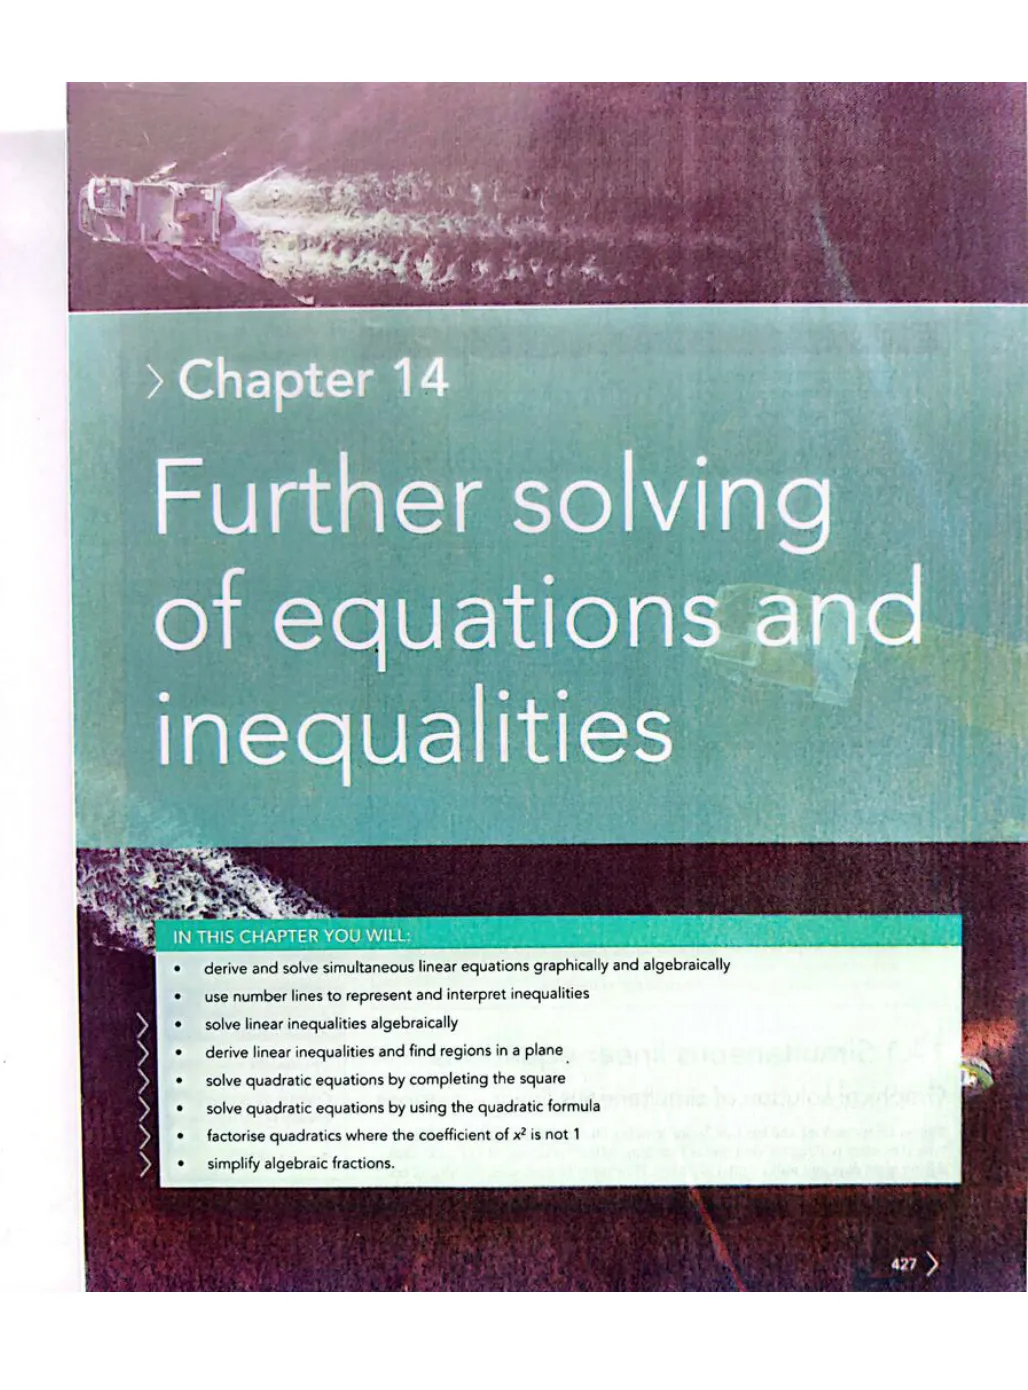 > Chapter 14
Further solving
of equations and
inequalities
IN THIS CHAPTER YOU WILL:
• derive and solve simultaneous linear equations graphically and algebraically
• use number lines to represent and interpret inequalities
• solve linear inequalities algebraically
• derive linear inequalities and find regions in a plane
• solve quadratic equations by completing the square
• solve quadratic equations by using the quadratic formula
• factorise quadratics where the coefficient of x² is not 1
• simplify algebraic fractions.
427 >